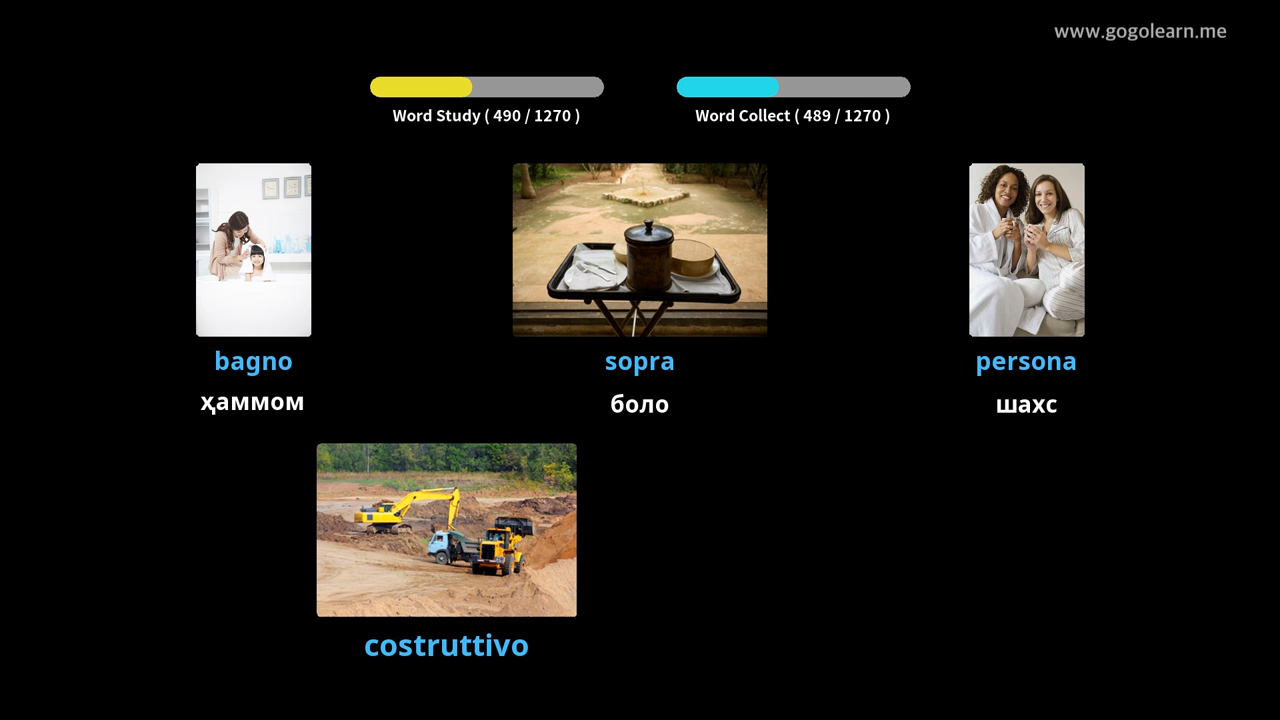 www.gogolearn.me
Word Study ( 490 / 1270 )
Word Collect ( 489 / 1270 )
bagno
sopra
persona
ҳаммом
боло
шахс
costruttivo